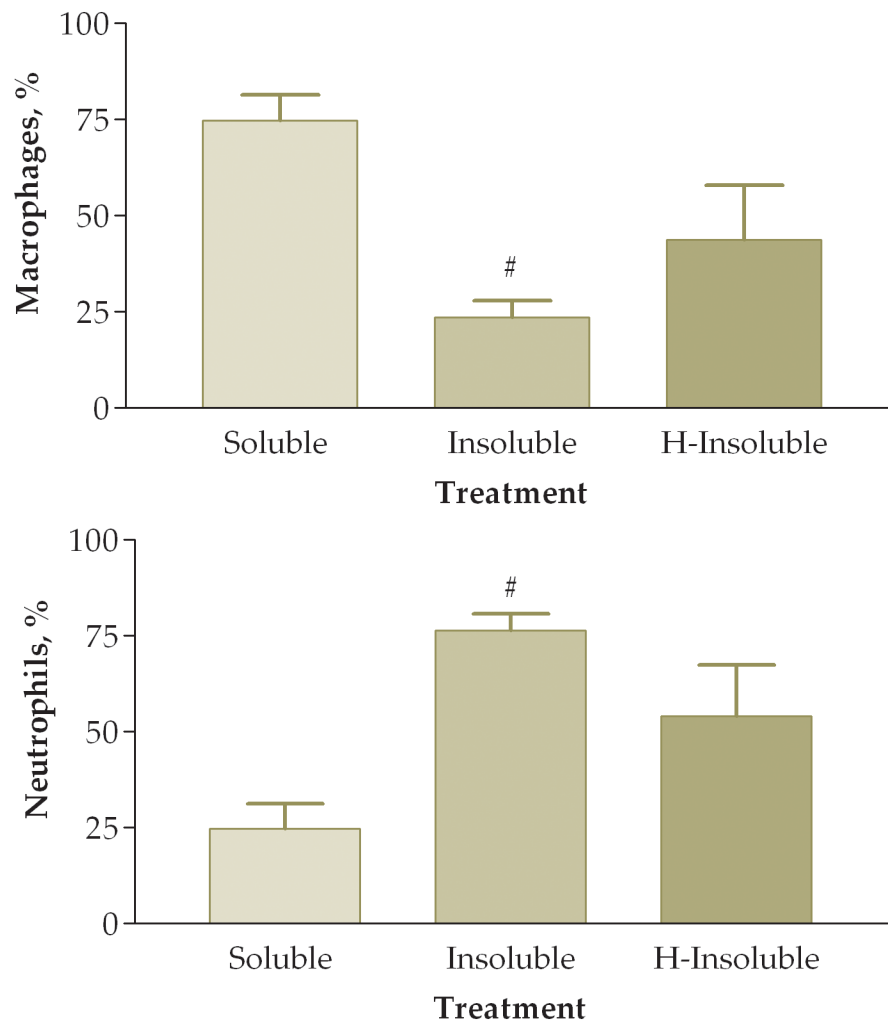 100
75
50
25
0
Macrophages, %
#
Soluble
Insoluble
H-Insoluble
Treatment
100
75
50
25
0
Neutrophils, %
#
Soluble
Insoluble
H-Insoluble
Treatment